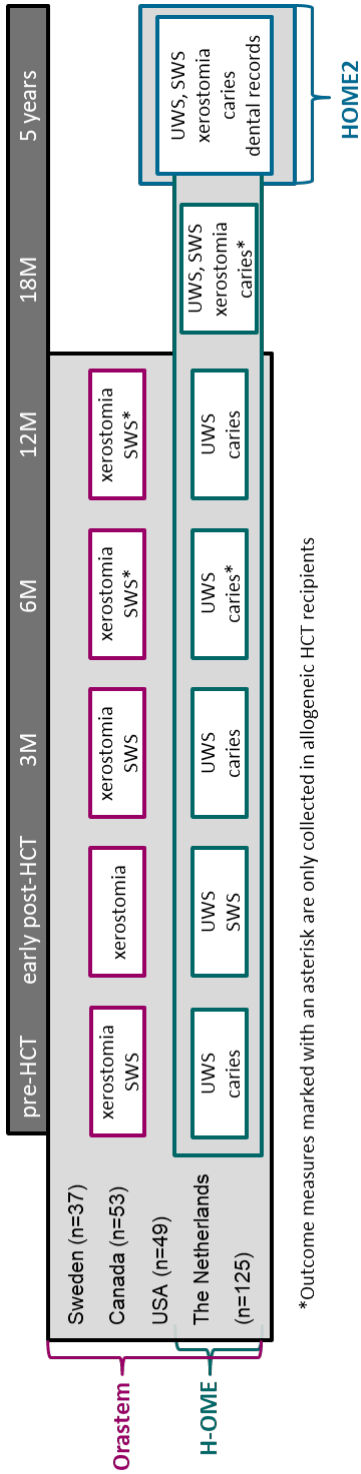 pre-HCT early post-HCT 3M 6M 12M 18M 5 years
Orastem
Sweden (n=37)
Canada (n=53)
USA (n=49)
xerostomia
SWS
xerostomia
xerostomia
SWS
xerostomia
SWS*
xerostomia
SWS*
H-OME
The Netherlands
(n=125)
UWS
caries
UWS
SWS
UWS
caries
UWS
caries*
UWS
caries
UWS, SWS
xerostomia
caries*
UWS, SWS
xerostomia
caries
dental records
HOME2
*Outcome measures marked with an asterisk are only collected in allogeneic HCT recipients